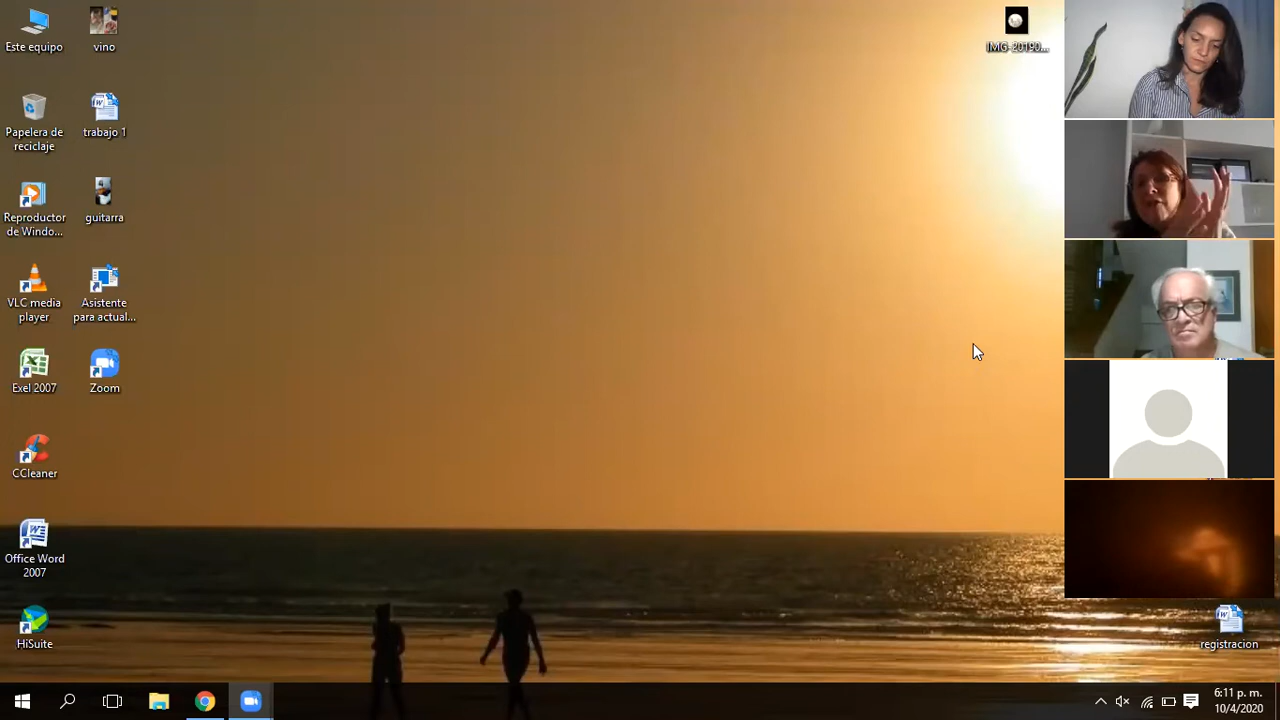 Este equipo
vino
IMG-20190...
Papelera de
reciclaje
trabajo 1
Reproductor
de Windo...
guitarra
VLC media
player
Asistente
para actual...
Exel 2007
Zoom
CCleaner
Office Word
2007
HiSuite
registracion
6:11 p. m.
10/4/2020